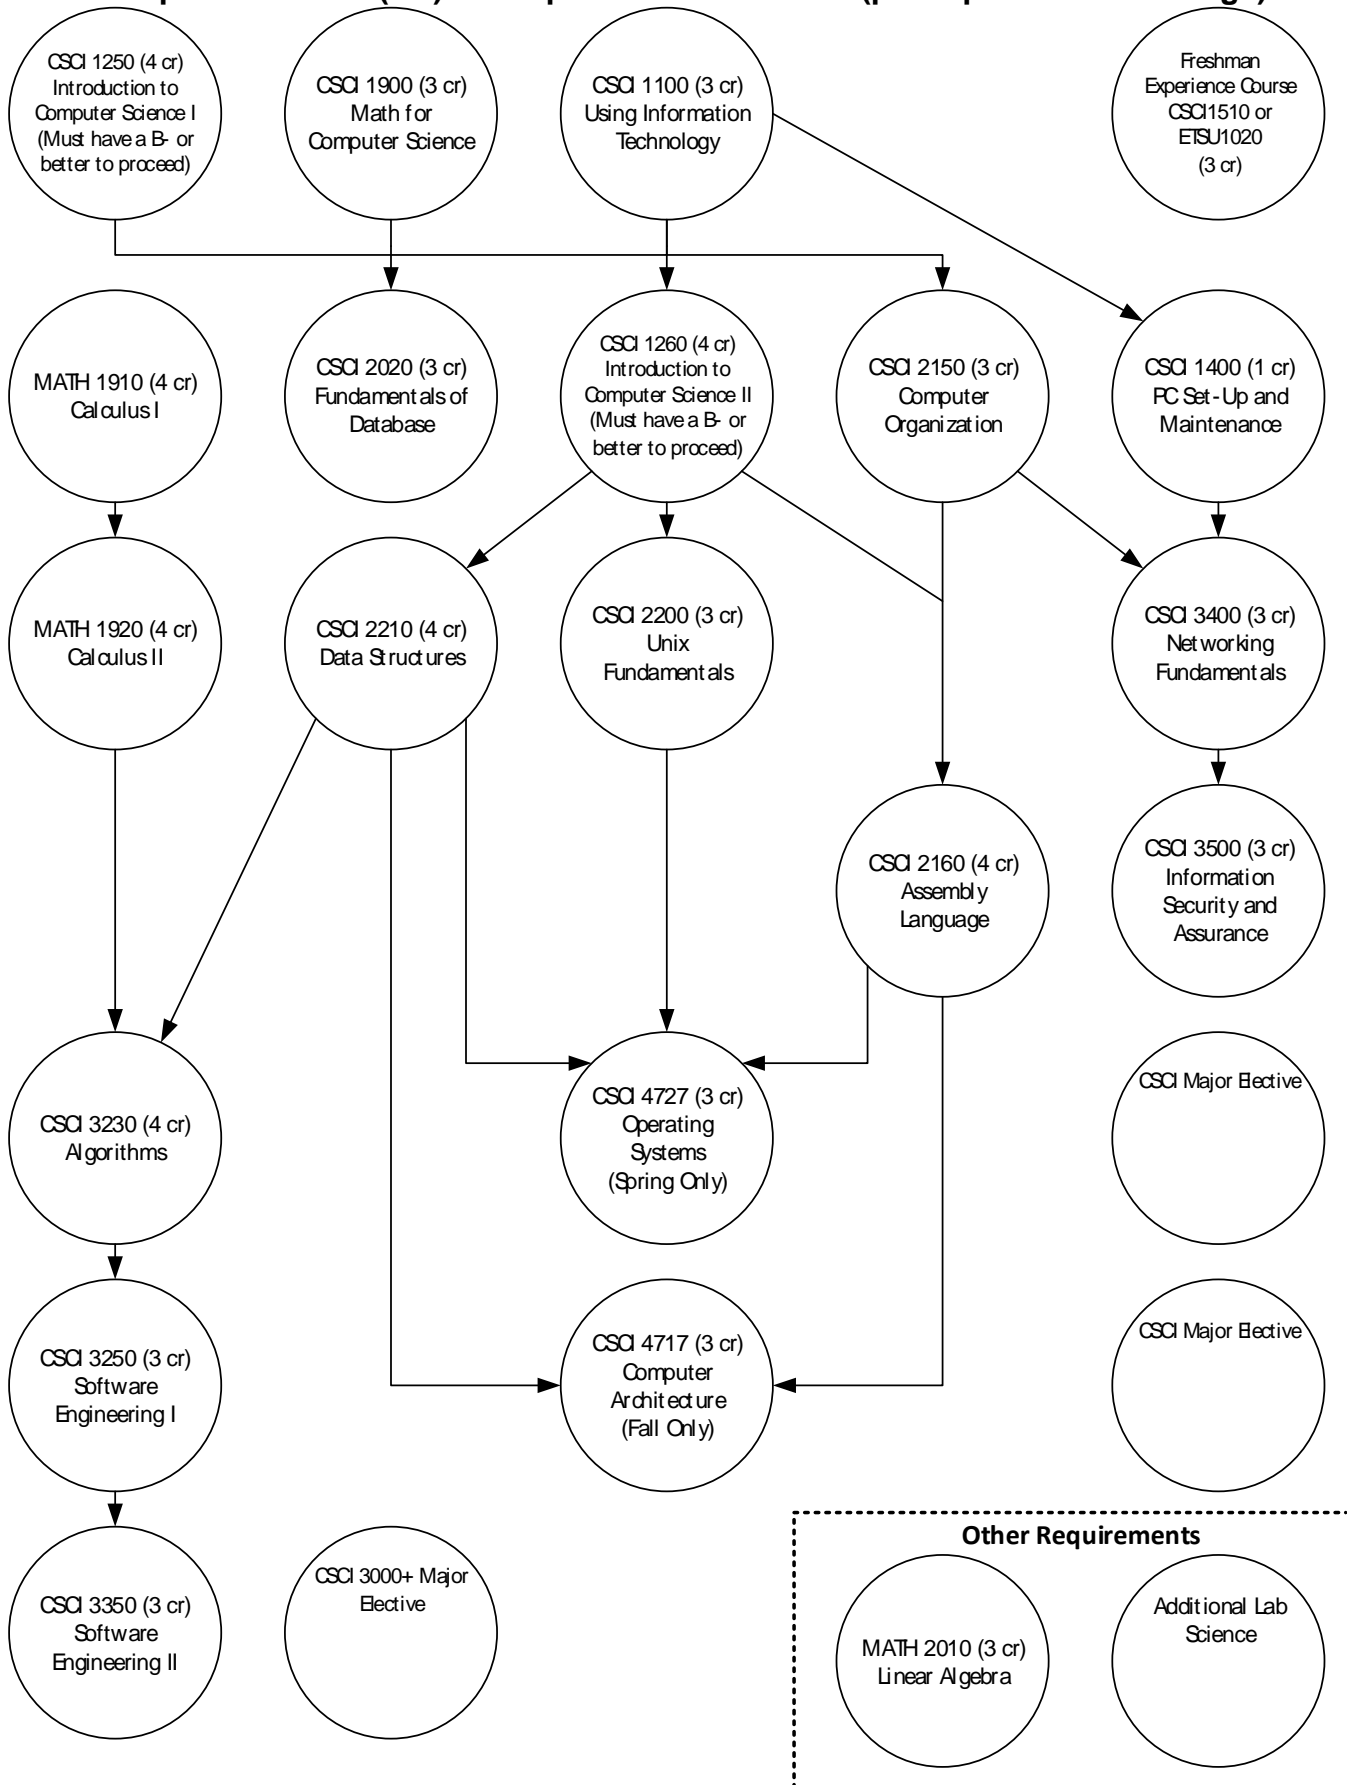 CSCI 1250 (4 cr)
Introduction to
Computer Science I
(Must have a B- or
better to proceed)
CSCI 1900 (3 cr)
Math for
Computer Science
CSCI 1100 (3 cr)
Using Information
Technology
Freshman
Experience Course
CSCI1510 or
ETSU1020
(3 cr)
MATH 1910 (4 cr)
Calculus I
CSCI 2020 (3 cr)
Fundamentals of
Database
CSCI 1260 (4 cr)
Introduction to
Computer Science II
(Must have a B- or
better to proceed)
CSCI 2150 (3 cr)
Computer
Organization
CSCI 1400 (1 cr)
PC Set-Up and
Maintenance
MATH 1920 (4 cr)
Calculus II
CSCI 2210 (4 cr)
Data Structures
CSCI 2200 (3 cr)
Unix
Fundamentals
CSCI 3400 (3 cr)
Networking
Fundamentals
CSCI 2160 (4 cr)
Assembly
Language
CSCI 3500 (3 cr)
Information
Security and
Assurance
CSCI 3230 (4 cr)
Algorithms
CSCI 4727 (3 cr)
Operating
Systems
(Spring Only)
CSCI Major Elective
CSCI 3250 (3 cr)
Software
Engineering I
CSCI 4717 (3 cr)
Computer
Architecture
(Fall Only)
CSCI Major Elective
CSCI 3350 (3 cr)
Software
Engineering II
CSCI 3000+ Major
Elective
Other Requirements
MATH 2010 (3 cr)
Linear Algebra
Additional Lab
Science